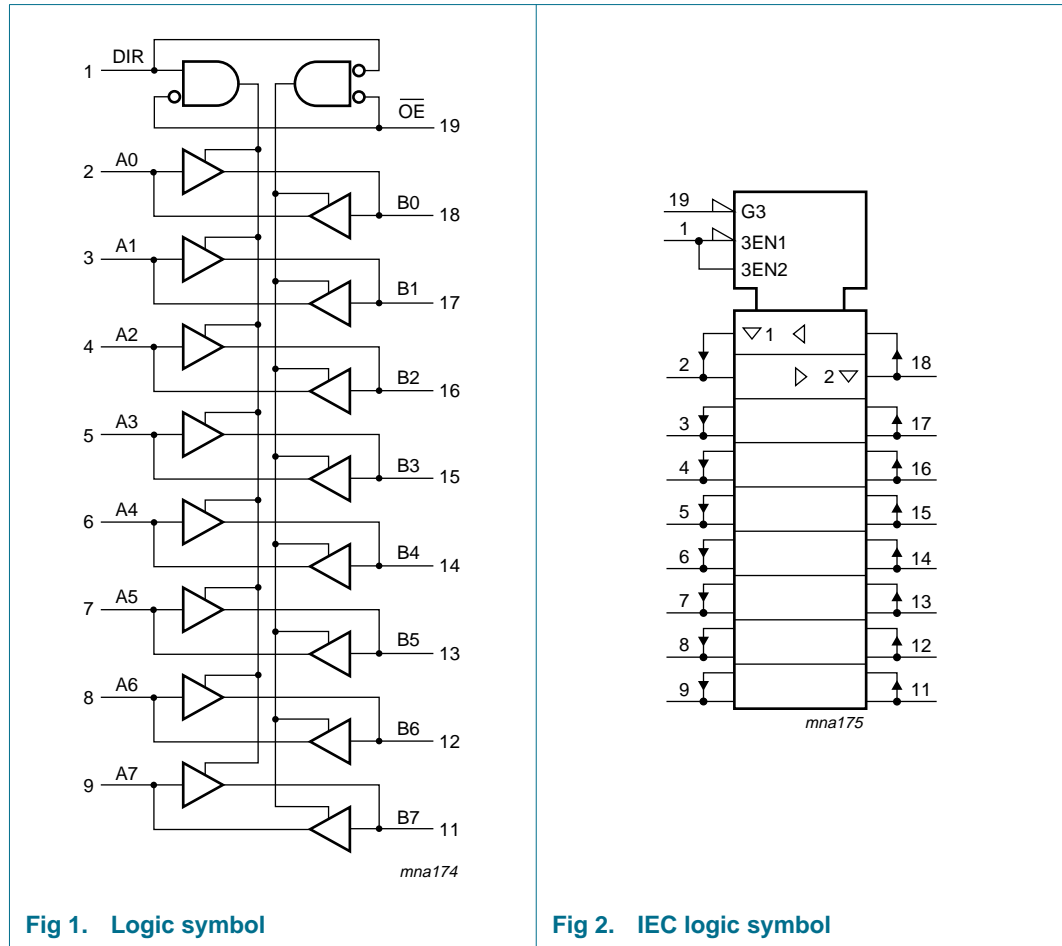 1 DIR
OE 19
2 A0
B0 18
3 A1
B1 17
4 A2
B2 16
5 A3
B3 15
6 A4
B4 14
7 A5
B5 13
8 A6
B6 12
9 A7
B7 11
mna174
Fig 1. Logic symbol
19 G3
1 3EN1
3EN2
1
2 2 18
3 17
4 16
5 15
6 14
7 13
8 12
9 11
mna175
Fig 2. IEC logic symbol